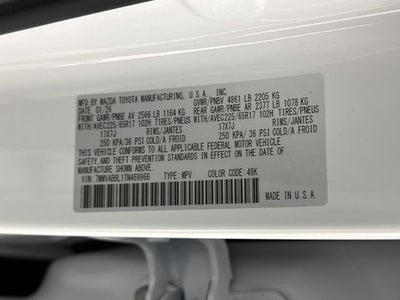 MFD.BY MAZDA TOYOTA MANUFACTURING, U.S.A., INC.
DATE: 01/26 GVWR/PNBV 4861 LB 2205 KG
FRONT GAWR/PNBE AV 2566 LB 1164 KG REAR GAWR/PNBE AR 2377 LB 1078 KG
WITH/AVEC225/65R17 102H TIRES/PNEUS WITH/AVEC225/65R17 102H TIRES/PNEUS
17X7J RIMS/JANTES 17X7J RIMS/JANTES
250 KPA/ 36 PSI COLD/FROID 250 KPA/ 36 PSI COLD/FROID
THIS VEHICLE CONFORMS TO ALL APPLICABLE FEDERAL MOTOR VEHICLE
SAFETY AND THEFT PREVENTION STANDARDS IN EFFECT ON THE DATE OF
MANUFACTURE SHOWN ABOVE.
VIN: TYPE: MPV COLOR CODE: 48K
MADE IN U.S.A.